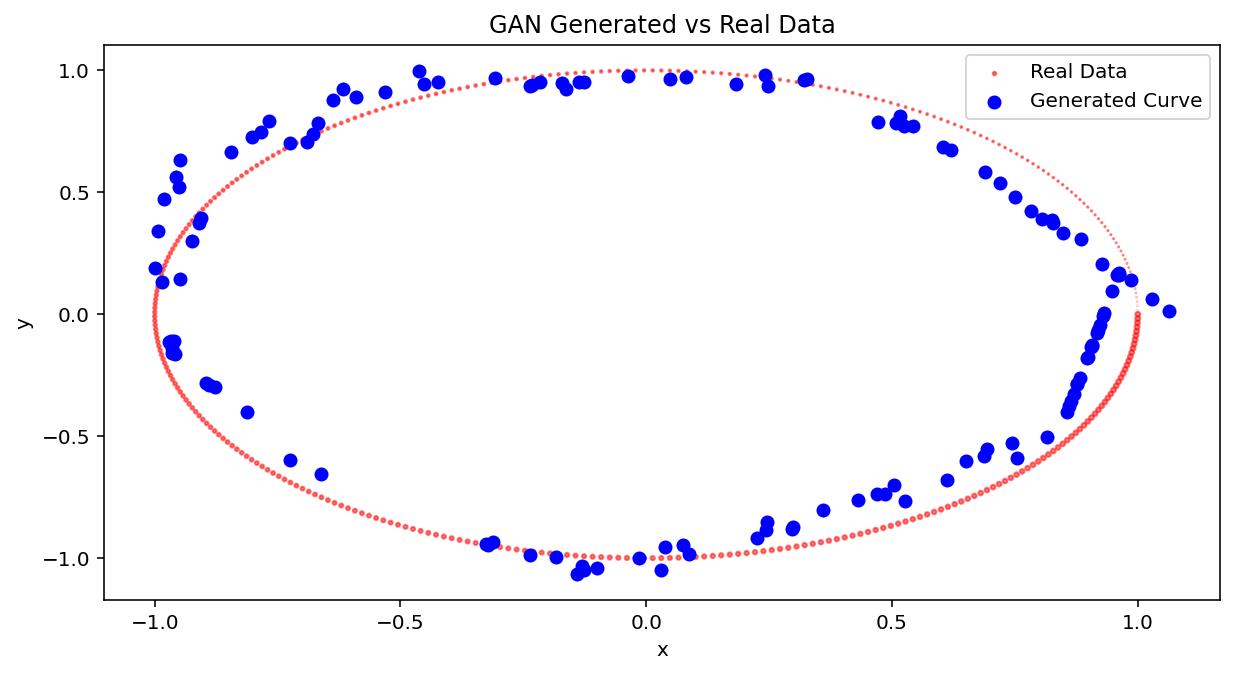 GAN Generated vs Real Data
1.0
0.5
0.0
−0.5
−1.0
y
Real Data
Generated Curve
−1.0 −0.5 0.0 0.5 1.0
x